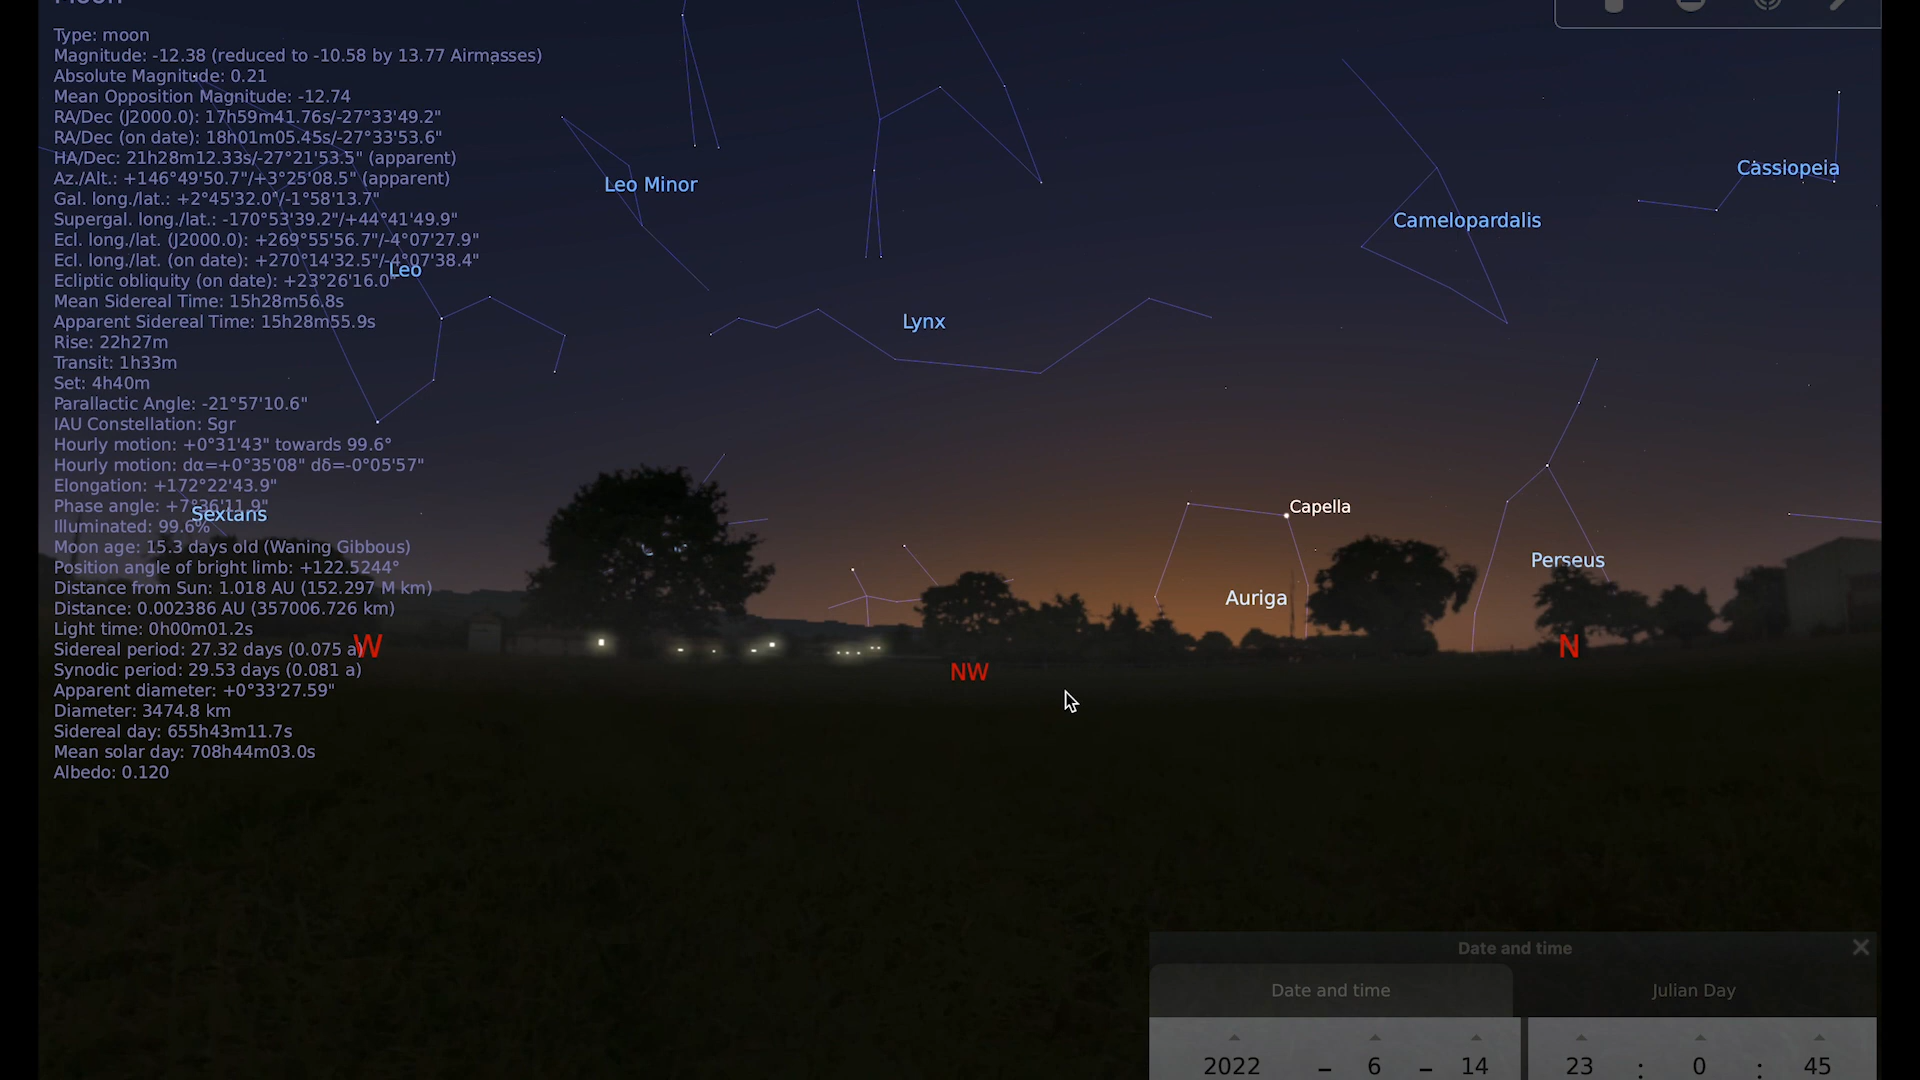 Moon
Type: moon
Magnitude: -12.38 (reduced to -10.58 by 13.77 Airmasses)
Absolute Magnitude: 0.21
Mean Opposition Magnitude: -12.74
RA/Dec (J2000.0): 17h59m41.76s/-27°33'49.2"
RA/Dec (on date): 18h01m05.45s/-27°33'53.6"
HA/Dec: 21h28m12.33s/-27°21'53.5" (apparent)
Az./Alt.: +146°49'50.7"/+3°25'08.5" (apparent)
Gal. long./lat.: +2°45'32.0"/-1°58'13.7"
Supergal. long./lat.: -170°53'39.2"/+44°41'49.9"
Ecl. long./lat. (J2000.0): +269°55'56.7"/-4°07'27.9"
Ecl. long./lat. (on date): +270°14'32.5"/-4°07'38.4"
Ecliptic obliquity (on date): +23°26'16.0"
Mean Sidereal Time: 15h28m56.8s
Apparent Sidereal Time: 15h28m55.9s
Rise: 22h27m
Transit: 1h33m
Set: 4h40m
Parallactic Angle: -21°57'10.6"
IAU Constellation: Sgr
Hourly motion: +0°31'43" towards 99.6°
Hourly motion: dα=+0°35'08" dδ=-0°05'57"
Elongation: +172°22'43.9"
Phase angle: +7°36'11.9"
Illuminated: 99.6%
Moon age: 15.3 days old (Waning Gibbous)
Position angle of bright limb: +122.5244°
Distance from Sun: 1.018 AU (152.297 M km)
Distance: 0.002386 AU (357006.726 km)
Light time: 0h00m01.2s
Sidereal period: 27.32 days (0.075 a)
Synodic period: 29.53 days (0.081 a)
Apparent diameter: +0°33'27.59"
Diameter: 3474.8 km
Sidereal day: 655h43m11.7s
Mean solar day: 708h44m03.0s
Albedo: 0.120
Leo Minor
Cassiopeia
Camelopardalis
Leo
Lynx
Capella
Sextans
Perseus
Auriga
W
N
NW
Date and time
Date and time
Julian Day
2022 – 6 – 14
23 : 0 : 45